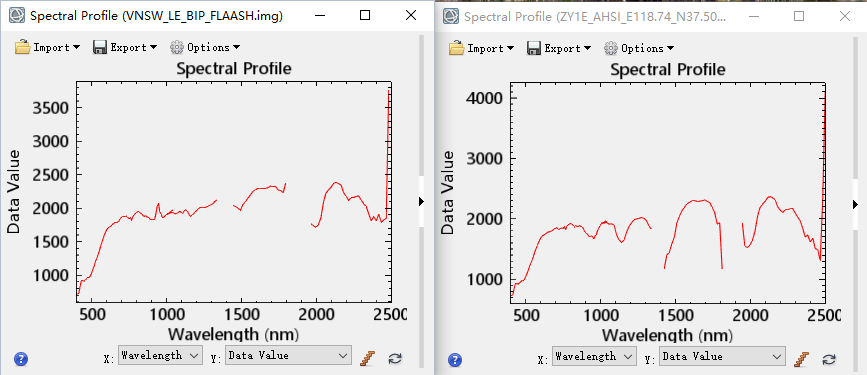 Spectral Profile (VNSW_LE_BIP_FLAASH.img)
Import Export Options
Spectral Profile
3500
3000
2500
2000
1500
1000
Data Value
500 1000 1500 2000 2500
Wavelength (nm)
X: Wavelength Y: Data Value
Spectral Profile (ZY1E_AHSI_E118.74_N37.50...
Import Export Options
Spectral Profile
4000
3000
2000
1000
Data Value
500 1000 1500 2000 2500
Wavelength (nm)
X: Wavelength Y: Data Value